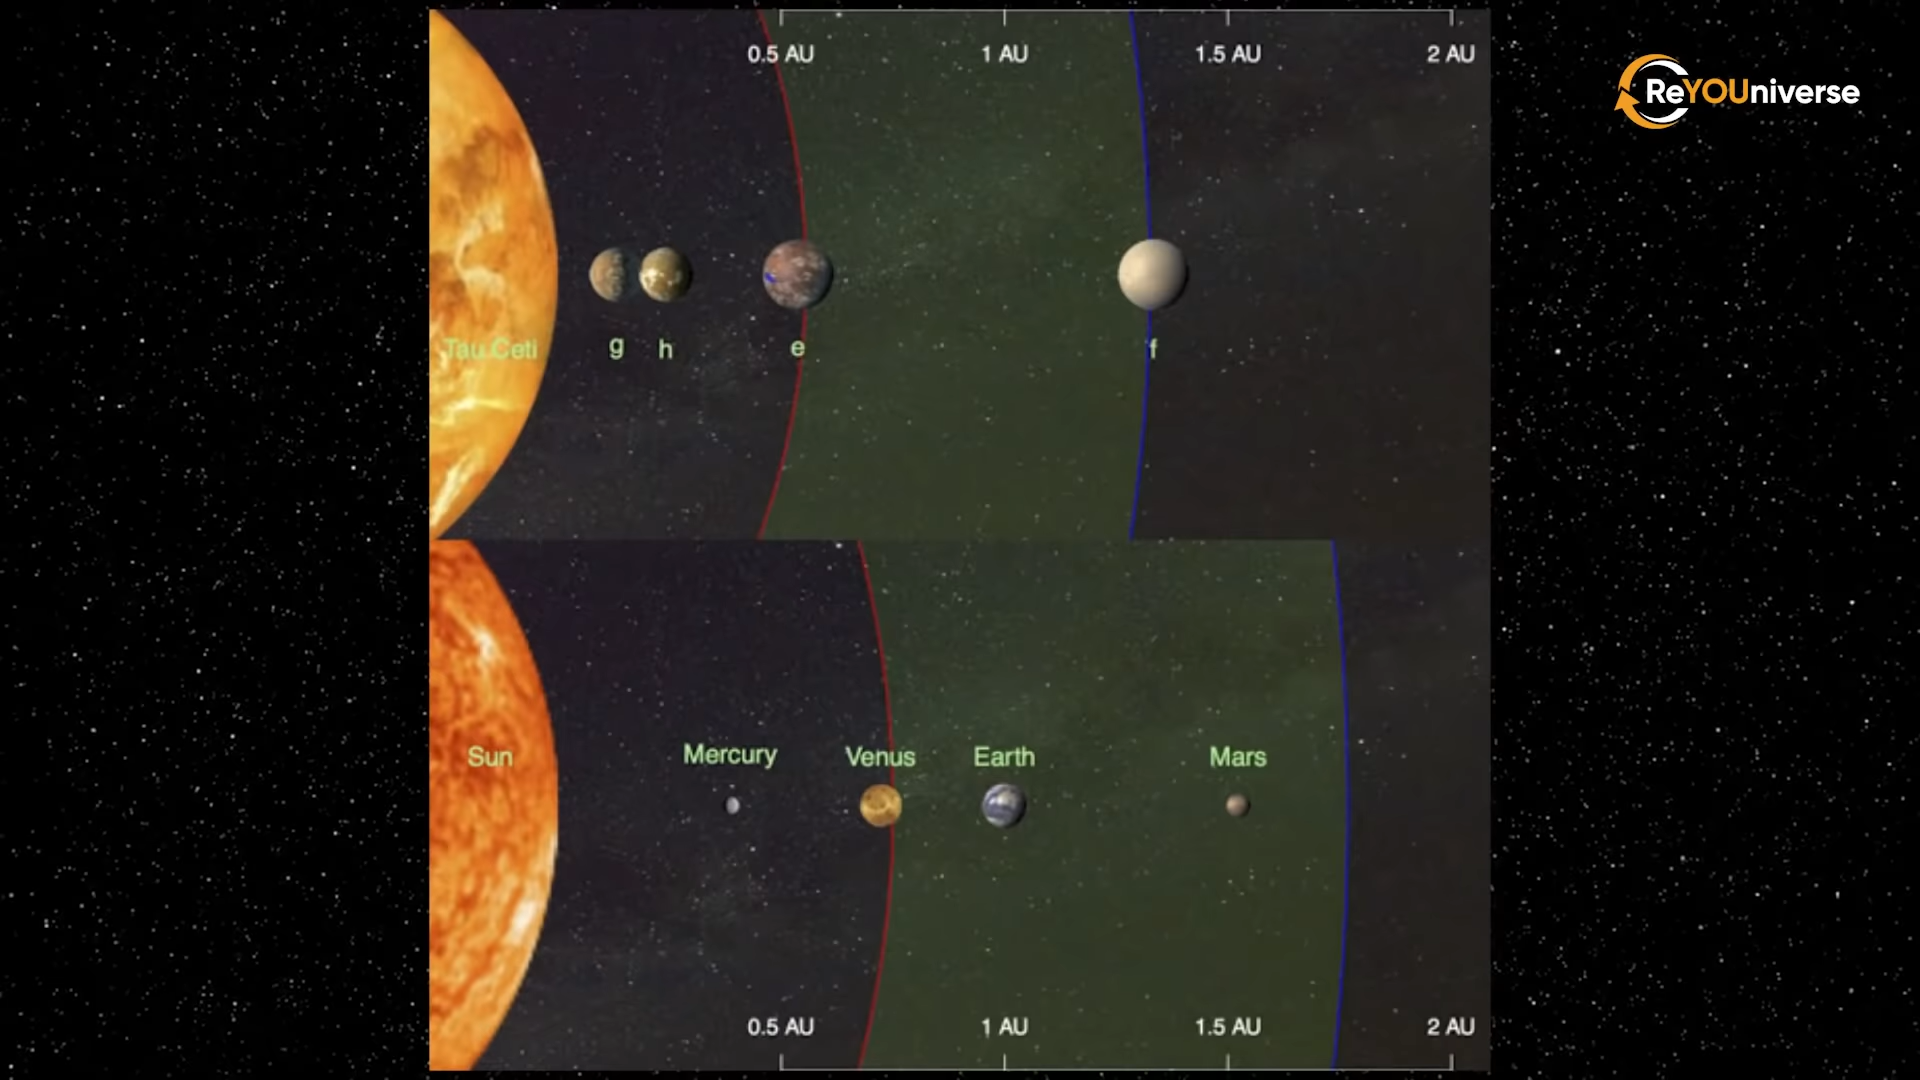 0.5 AU 1 AU 1.5 AU 2 AU
ReYOUniverse
Tau Ceti g h e f
Sun Mercury Venus Earth Mars
0.5 AU 1 AU 1.5 AU 2 AU